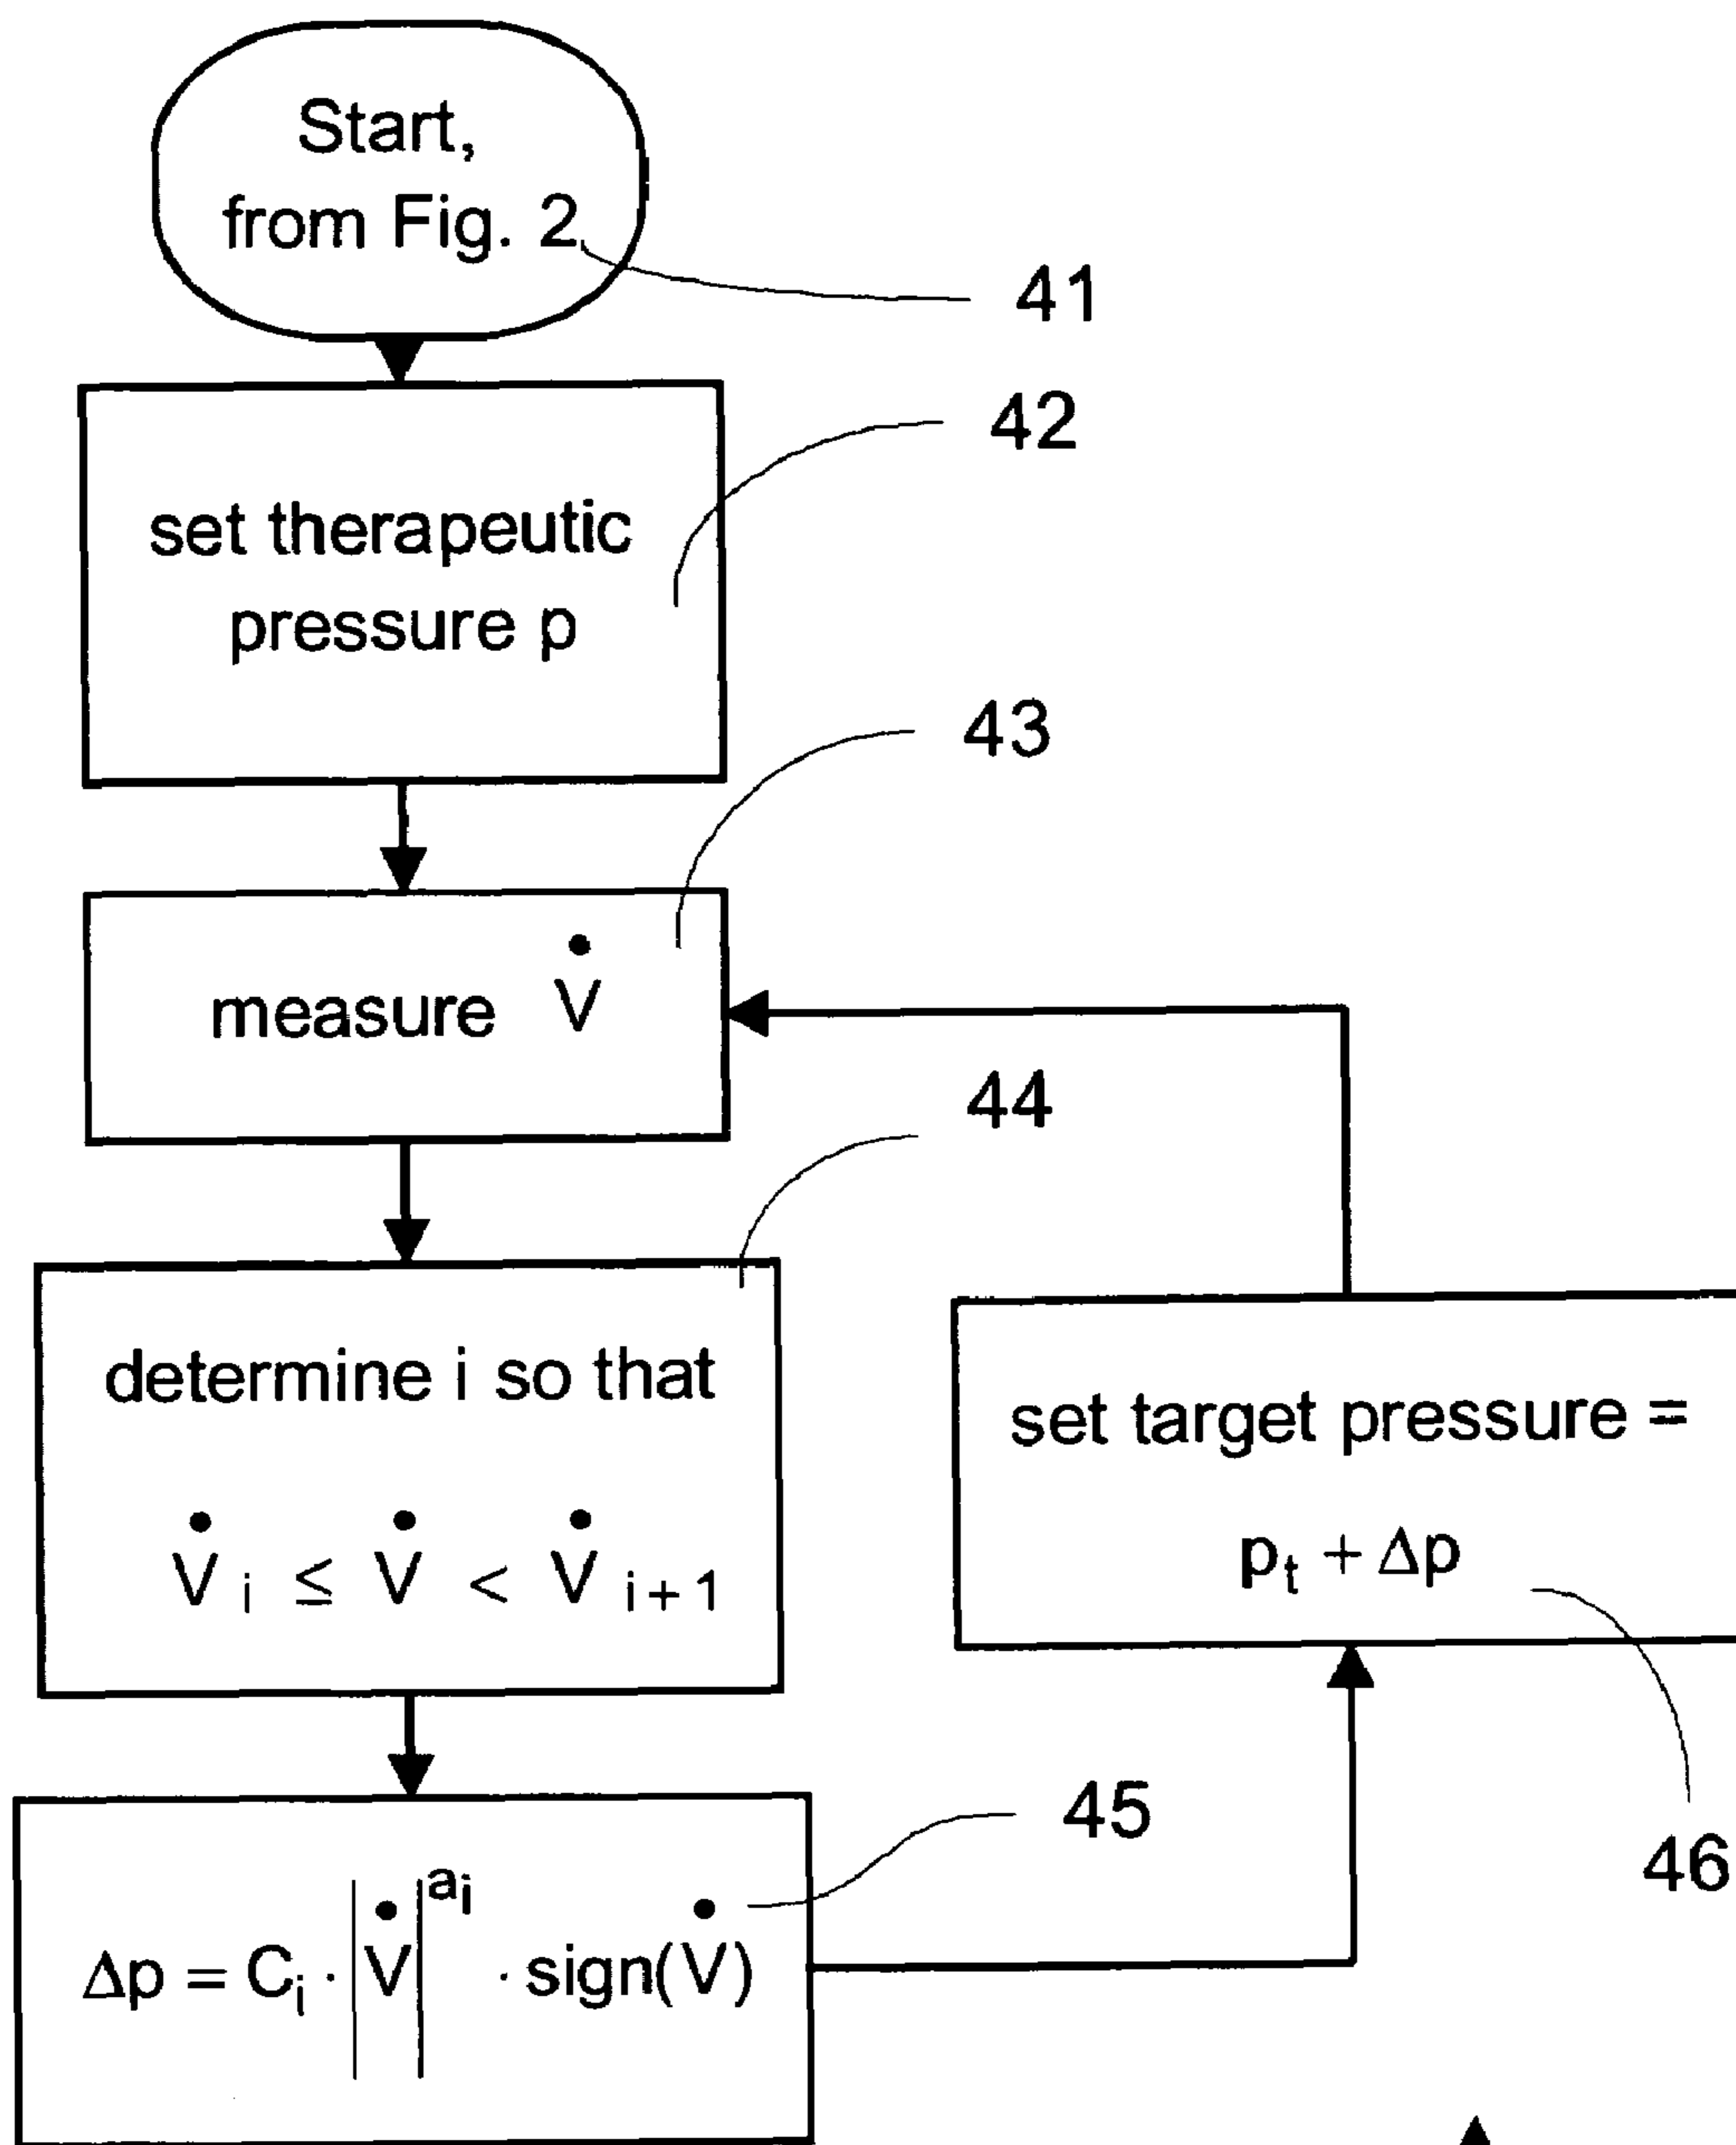 Start,
from Fig. 2
41
set therapeutic
pressure p
42
measure V̇
43
determine i so that
V̇ i ≤ V̇ < V̇ i + 1
44
Δp = Cᵢ · |V̇|^aᵢ · sign(V̇)
45
set target pressure =
pₜ + Δp
46